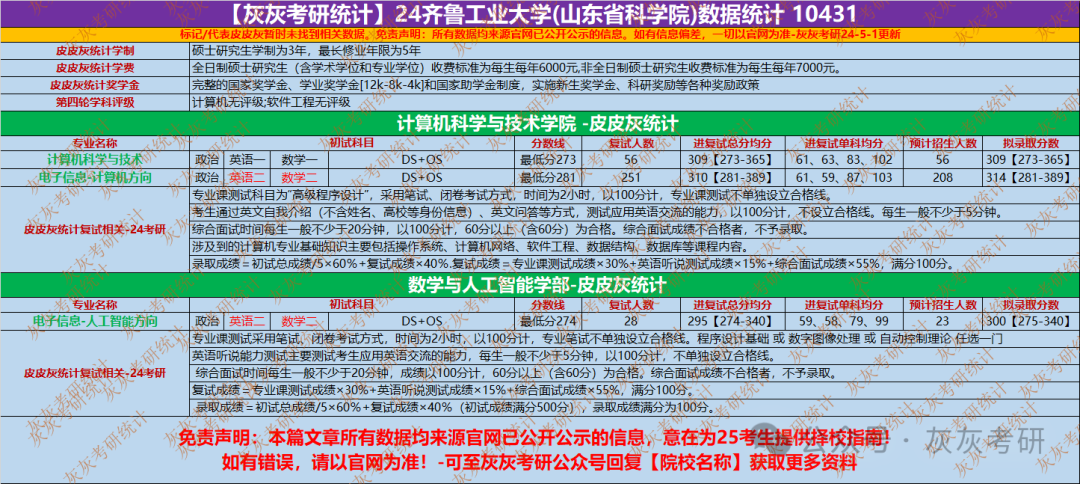 【灰灰考研统计】24齐鲁工业大学(山东省科学院)数据统计 10431
标记/代表皮皮灰暂时未找到相关数据。免责声明：所有数据均来源官网已公开公示的信息。如有信息偏差，一切以官网为准-灰灰考研24-5-1更新
皮皮灰统计学制 硕士研究生学制为3年，最长修业年限为5年
皮皮灰统计学费 全日制硕士研究生（含学术学位和专业学位）收费标准为每生每年6000元,非全日制硕士研究生收费标准为每生每年7000元。
皮皮灰统计奖学金 完整的国家奖学金、学业奖学金[12k-8k-4k]和国家助学金制度，实施新生奖学金、科研奖励等各种奖励政策
第四轮学科评级 计算机无评级;软件工程无评级
计算机科学与技术学院 -皮皮灰统计
专业名称 初试科目 分数线 复试人数 进复试总分均分 进复试单科均分 预计招生人数 拟录取分数
计算机科学与技术 政治 英语一 数学一 DS+OS 最低分273 56 309【273-365】 61、63、83、102 56 309【273-365】
电子信息-计算机方向 政治 英语二 数学二 DS+OS 最低分281 251 310【281-389】 61、59、87、103 208 314【281-389】
皮皮灰统计复试相关-24考研
专业课测试科目为“高级程序设计”，采用笔试、闭卷考试方式，时间为2小时，以100分计，专业课测试不单独设立合格线。
考生通过英文自我介绍（不含姓名、高校等身份信息）、英文问答等方式，测试应用英语交流的能力，以100分计，不设立合格线。每生一般不少于5分钟。
综合面试时间每生一般不少于20分钟，以100分计，60分以上（含60分）为合格。综合面试成绩不合格者，不予录取。
涉及到的计算机专业基础知识主要包括操作系统、计算机网络、软件工程、数据结构、数据库等课程内容。
录取成绩＝初试总成绩/5×60%＋复试成绩×40%.复试成绩＝专业课测试成绩×30%+英语听说测试成绩×15%＋综合面试成绩×55%，满分100分。
数学与人工智能学部-皮皮灰统计
专业名称 初试科目 分数线 复试人数 进复试总分均分 进复试单科均分 预计招生人数 拟录取分数
电子信息-人工智能方向 政治 英语二 数学二 DS+OS 最低分274 28 295【274-340】 59、58、79、99 23 300【275-340】
皮皮灰统计复试相关-24考研
专业课测试采用笔试、闭卷考试方式，时间为2小时，以100分计，专业笔试不单独设立合格线。程序设计基础 或 数字图像处理 或 自动控制理论 任选一门
英语听说能力测试主要测试考生应用英语交流的能力，每生一般不少于5分钟，以100分计，不单独设立合格线。
综合面试时间每生一般不少于20分钟，成绩以100分计，60分以上（含60分）为合格。综合面试成绩不合格者，不予录取。
复试成绩＝专业课测试成绩×30%+英语听说测试成绩×15%＋综合面试成绩×55%，满分100分。
录取成绩＝初试总成绩/5×60%＋复试成绩×40%（初试成绩满分500分），录取成绩满分为100分。
免责声明：本篇文章所有数据均来源官网已公开公示的信息，意在为25考生提供择校指南！
如有错误，请以官网为准！-可至灰灰考研公众号回复【院校名称】获取更多资料
公众号 · 灰灰考研